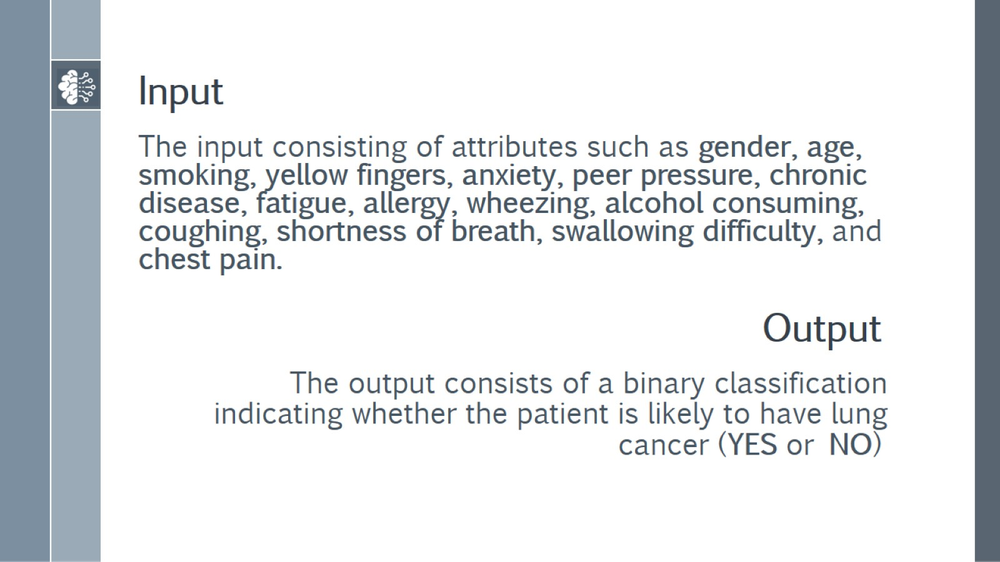 Input
The input consisting of attributes such as gender, age,
smoking, yellow fingers, anxiety, peer pressure, chronic
disease, fatigue, allergy, wheezing, alcohol consuming,
coughing, shortness of breath, swallowing difficulty, and
chest pain.
Output
The output consists of a binary classification
indicating whether the patient is likely to have lung
cancer (YES or NO)